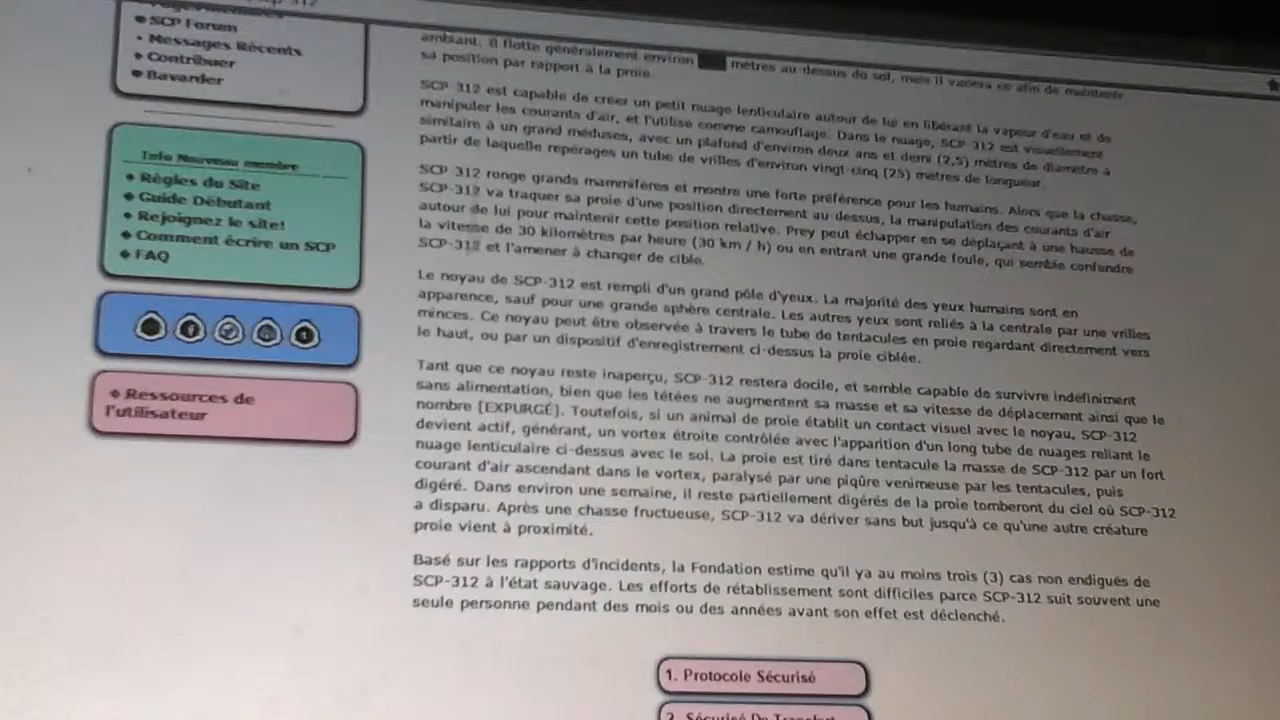 SCP Forum
Messages Récents
Contribuer
Bavarder
Info Nouveau membre
Règles du Site
Guide Débutant
Rejoignez le site!
Comment écrire un SCP
FAQ
Ressources de
l'utilisateur
ambiant. Il flotte généralement environ mètres au dessus du sol, mais il variera ce afin de maintenir
sa position par rapport à la proie.
SCP 312 est capable de créer un petit nuage lenticulaire autour de lui en libérant la vapeur d'eau et de
manipuler les courants d'air, et l'utilise comme camouflage. Dans le nuage, SCP 312 est visuellement
similaire à un grand méduses, avec un plafond d'environ deux ans et demi (2,5) mètres de diamètre à
partir de laquelle repérages un tube de vrilles d'environ vingt-cinq (25) mètres de longueur.
SCP 312 ronge grands mammifères et montre une forte préférence pour les humains. Alors que la chasse,
SCP-312 va traquer sa proie d'une position directement au-dessus, la manipulation des courants d'air
autour de lui pour maintenir cette position relative. Prey peut échapper en se déplaçant à une hausse de
la vitesse de 30 kilomètres par heure (30 km / h) ou en entrant une grande foule, qui semble confondre
SCP-312 et l'amener à changer de cible.
Le noyau de SCP-312 est rempli d'un grand pôle d'yeux. La majorité des yeux humains sont en
apparence, sauf pour une grande sphère centrale. Les autres yeux sont reliés à la centrale par une vrilles
minces. Ce noyau peut être observée à travers le tube de tentacules en proie regardant directement vers
le haut, ou par un dispositif d'enregistrement ci-dessus la proie ciblée.
Tant que ce noyau reste inaperçu, SCP-312 restera docile, et semble capable de survivre indéfiniment
sans alimentation, bien que les tétées ne augmentent sa masse et sa vitesse de déplacement ainsi que le
nombre [EXPURGÉ]. Toutefois, si un animal de proie établit un contact visuel avec le noyau, SCP-312
devient actif, générant, un vortex étroite contrôlée avec l'apparition d'un long tube de nuages reliant le
nuage lenticulaire ci-dessus avec le sol. La proie est tiré dans tentacule la masse de SCP-312 par un fort
courant d'air ascendant dans le vortex, paralysé par une piqûre venimeuse par les tentacules, puis
digéré. Dans environ une semaine, il reste partiellement digérés de la proie tomberont du ciel où SCP-312
a disparu. Après une chasse fructueuse, SCP-312 va dériver sans but jusqu'à ce qu'une autre créature
proie vient à proximité.
Basé sur les rapports d'incidents, la Fondation estime qu'il ya au moins trois (3) cas non endigués de
SCP-312 à l'état sauvage. Les efforts de rétablissement sont difficiles parce SCP-312 suit souvent une
seule personne pendant des mois ou des années avant son effet est déclenché.
1. Protocole Sécurisé
2. Sécurisé De Transfert